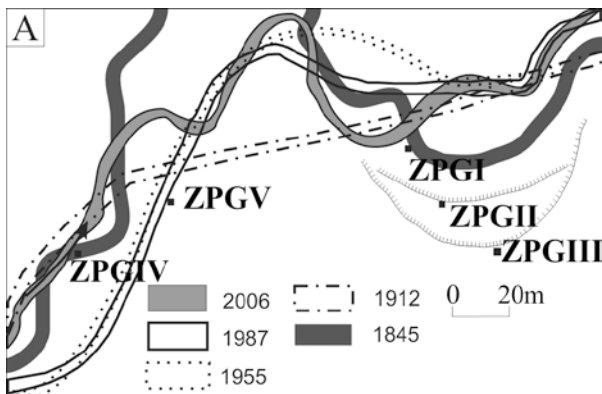 A
ZPGI
ZPGV
ZPGII
ZPGIV
ZPGIII
2006
1912
0 20m
1987
1845
1955